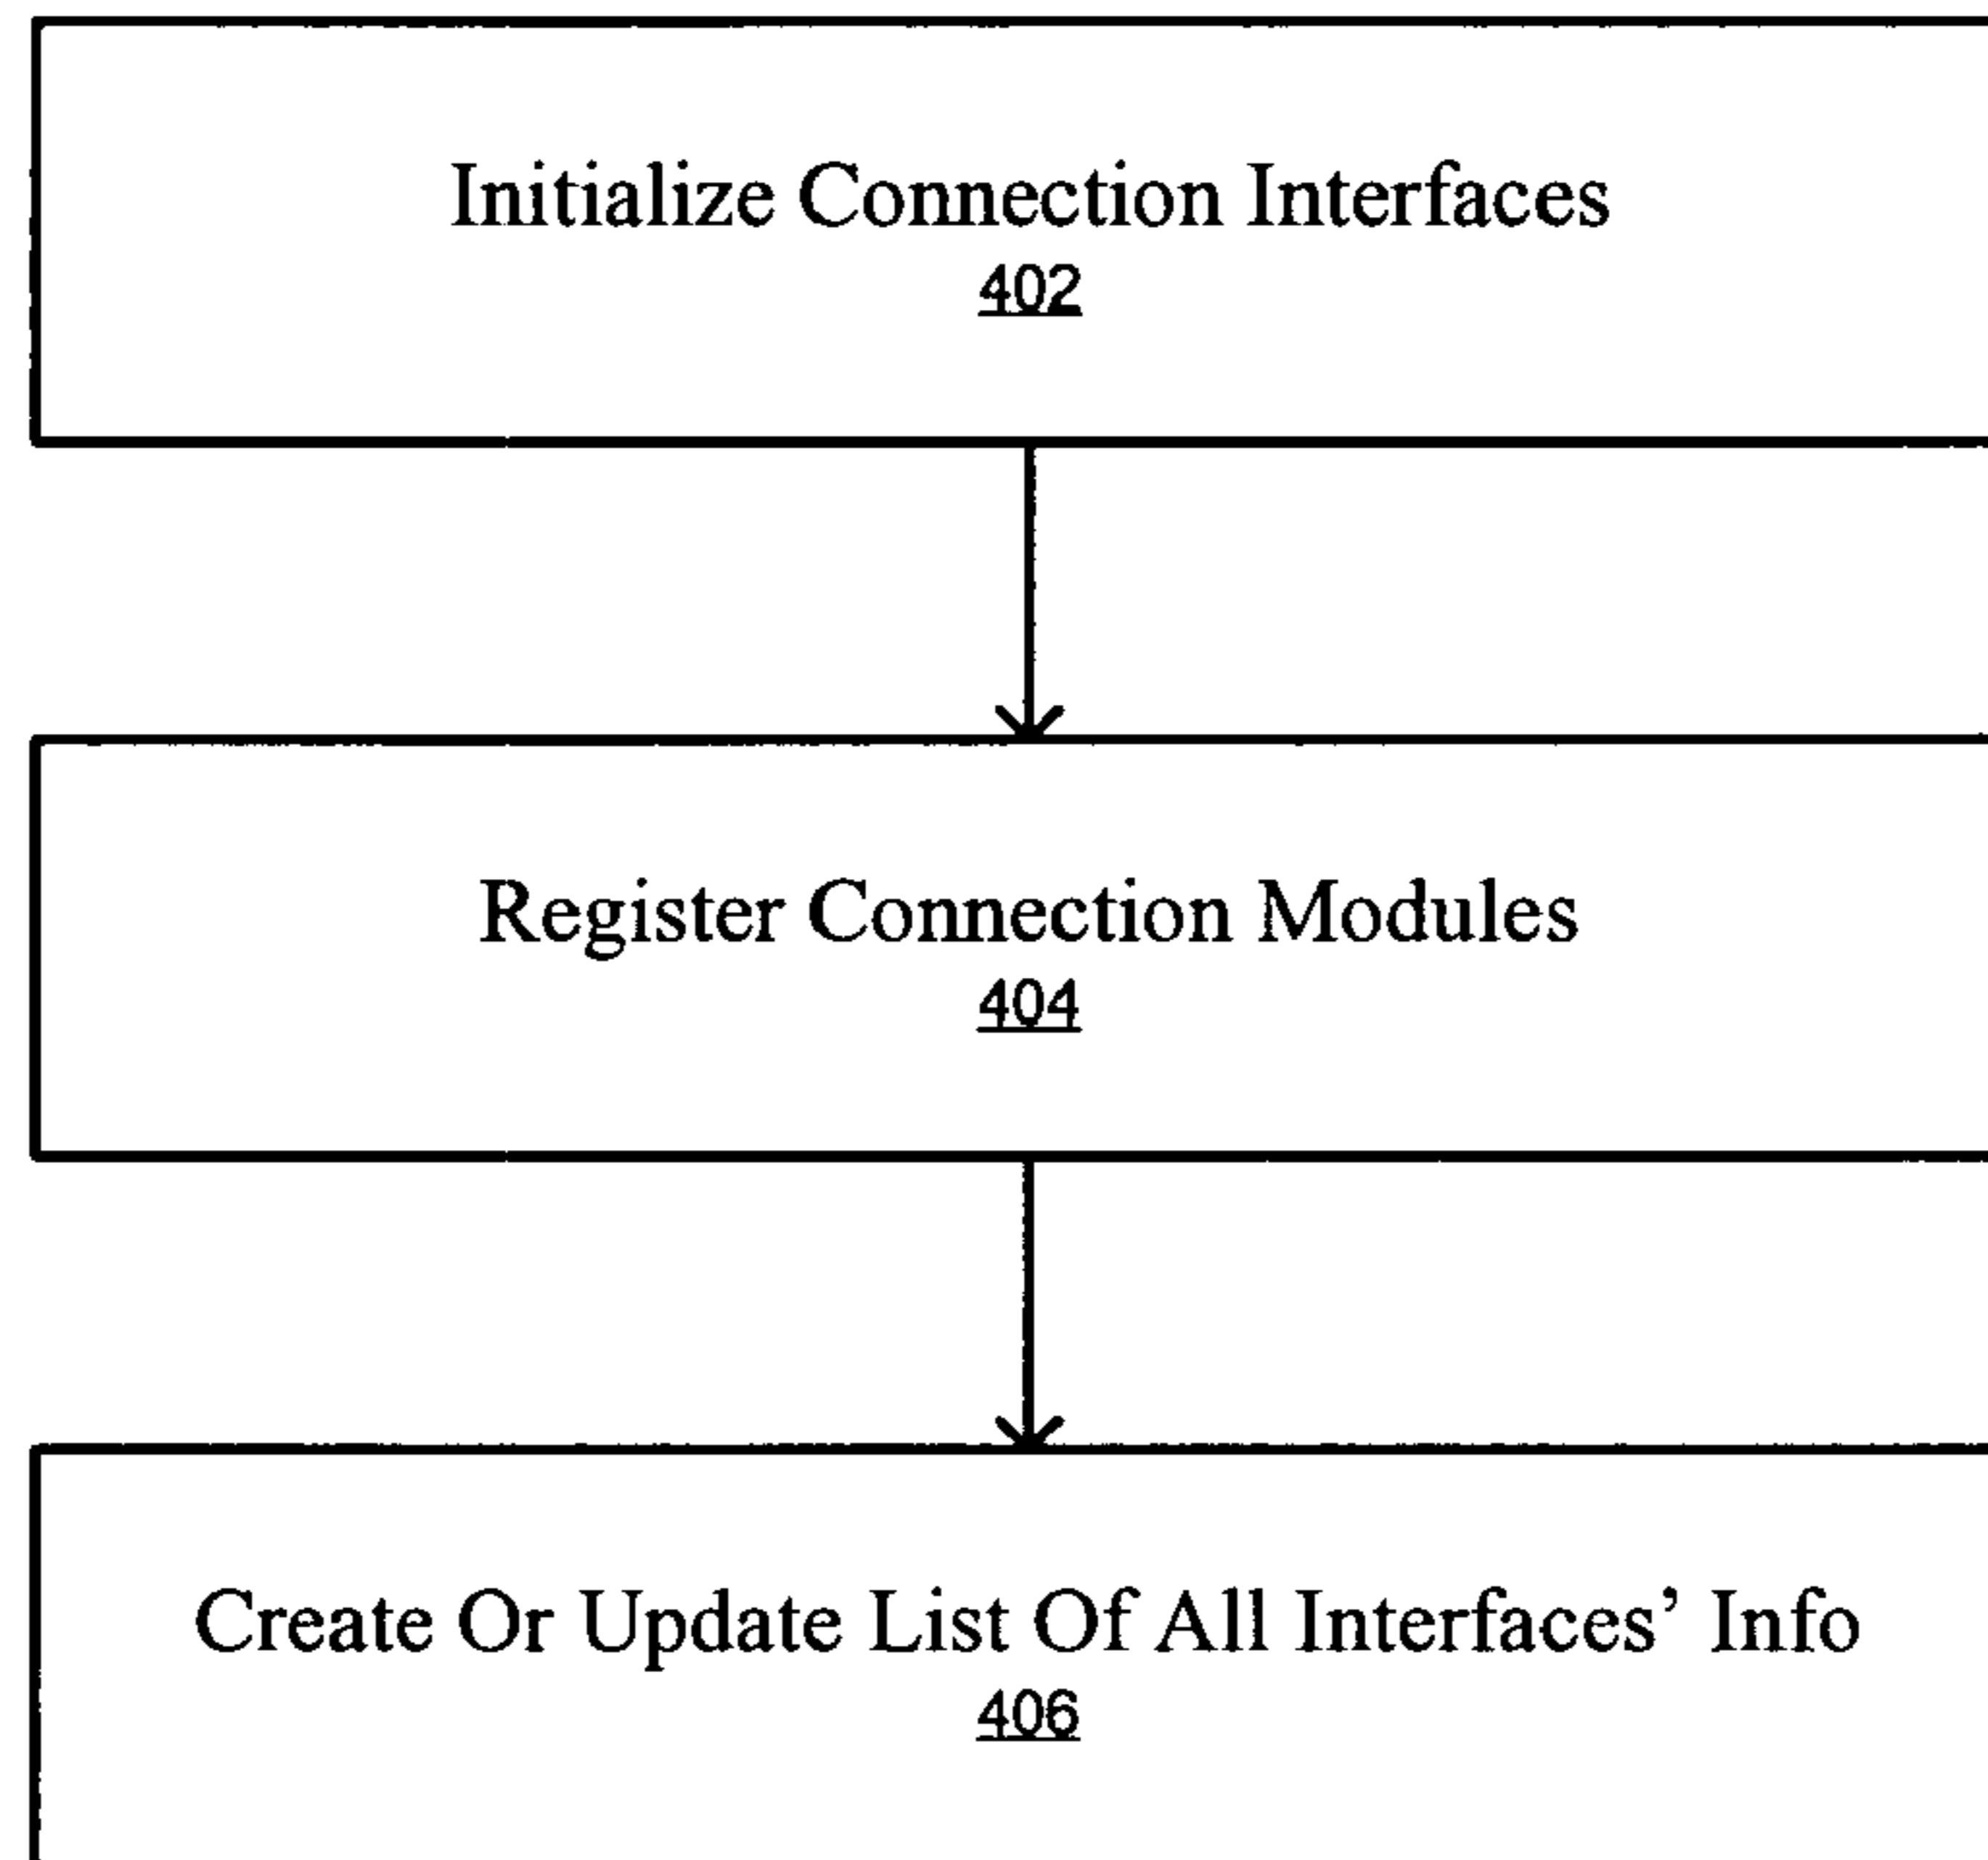 Initialize Connection Interfaces
402
Register Connection Modules
404
Create Or Update List Of All Interfaces’ Info
406